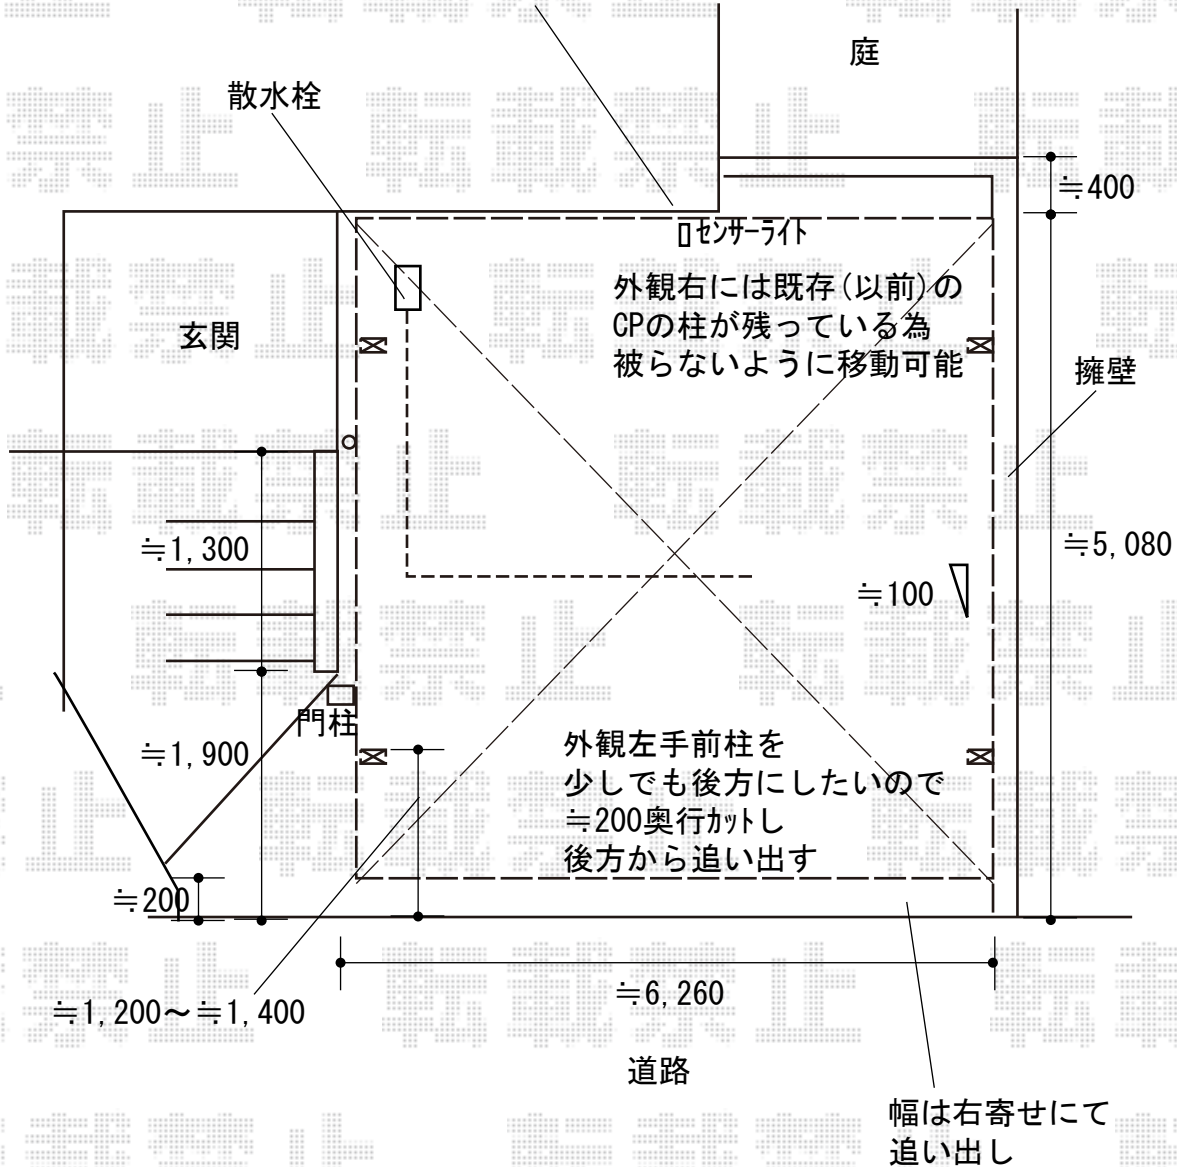 庭
散水栓
≒400
センサーライト
外観右には既存(以前)の
CPの柱が残っている為
被らないように移動可能
玄関
擁壁
≒1,300
≒5,080
≒100
門柱
≒1,900
外観左手前柱を
少しでも後方にしたいので
≒200奥行カットし
後方から追い出す
≒200
≒1,200~≒1,400
≒6,260
道路
幅は右寄せにて
追い出し
転載禁止